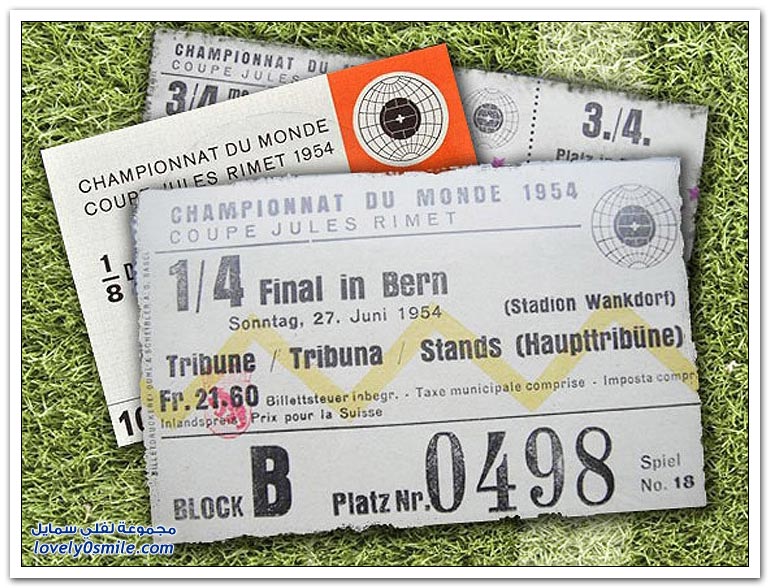 CHAMPIONNAT DU
COUPE JULES
3/4
3./4.
Platz in
CHAMPIONNAT DU MONDE
COUPE JULES RIMET 1954
1/8
10
CHAMPIONNAT DU MONDE 1954
COUPE JULES RIMET
1/4 Final in Bern
Sonntag, 27. Juni 1954
(Stadion Wankdorf)
Tribune / Tribuna / Stands (Haupttribüne)
Fr. 21.60 Billettsteuer inbegr. - Taxe municipale comprise - Imposta compr
Inlandspreis Prix pour la Suisse
BLOCK B Platz Nr. 0498 Spiel
No. 18
مجموعة لفلي سمايل
lovely0smile.com